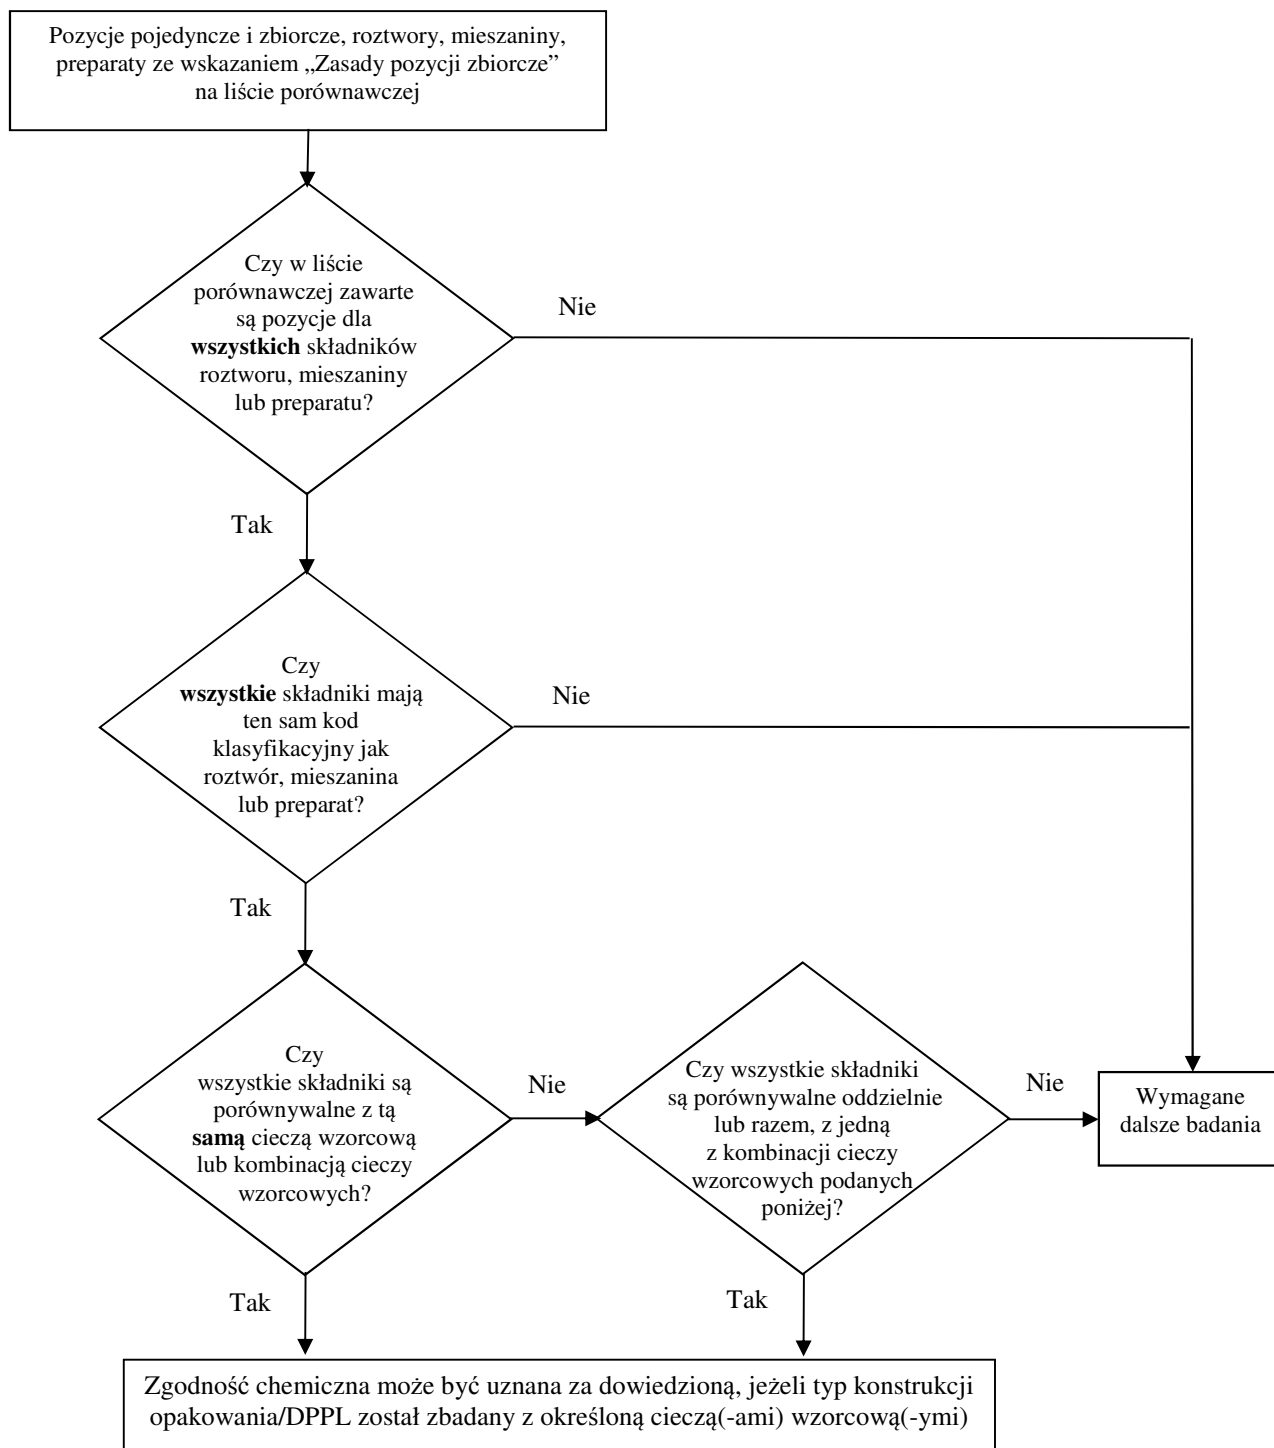 Pozycje pojedyncze i zbiorcze, roztwory, mieszaniny,
preparaty ze wskazaniem „Zasady pozycji zbiorcze”
na liście porównawczej
Czy w liście
porównawczej zawarte
są pozycje dla
wszystkich składników
roztworu, mieszaniny
lub preparatu?
Nie
Tak
Czy
wszystkie składniki mają
ten sam kod
klasyfikacyjny jak
roztwór, mieszanina
lub preparat?
Nie
Tak
Czy
wszystkie składniki są
porównywalne z tą
samą cieczą wzorcową
lub kombinacją cieczy
wzorcowych?
Nie
Czy wszystkie składniki
są porównywalne oddzielnie
lub razem, z jedną
z kombinacji cieczy
wzorcowych podanych
poniżej?
Nie
Wymagane
dalsze badania
Tak
Tak
Zgodność chemiczna może być uznana za dowiedzioną, jeżeli typ konstrukcji
opakowania/DPPL został zbadany z określoną cieczą(-ami) wzorcową(-ymi)